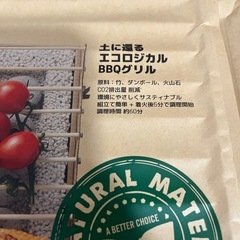 土に還る
エコロジカル
BBQグリル
原料：竹、ダンボール、火山石
CO2排出量 削減
環境にやさしくサスティナブル
組立て簡単 + 着火後5分で調理開始
調理時間 約60分
NATURAL MATER
A BETTER CHOICE